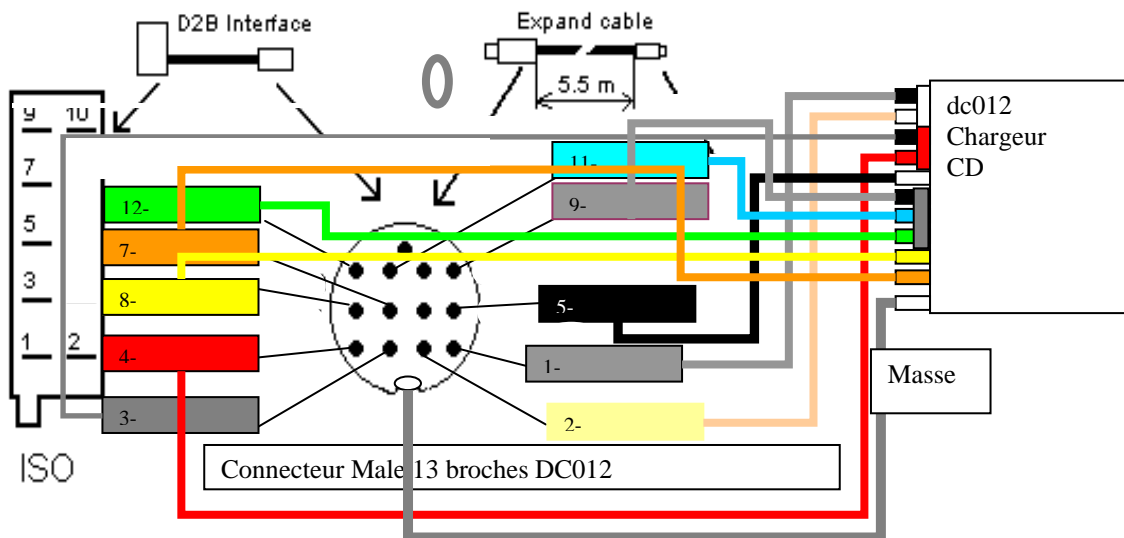 D2B Interface
Expand cable
5.5 m
9 10
7
5
3
1 2
ISO
dc012
Chargeur
CD
12-
7-
8-
4-
3-
11-
9-
5-
1-
2-
Masse
Connecteur Male 13 broches DC012